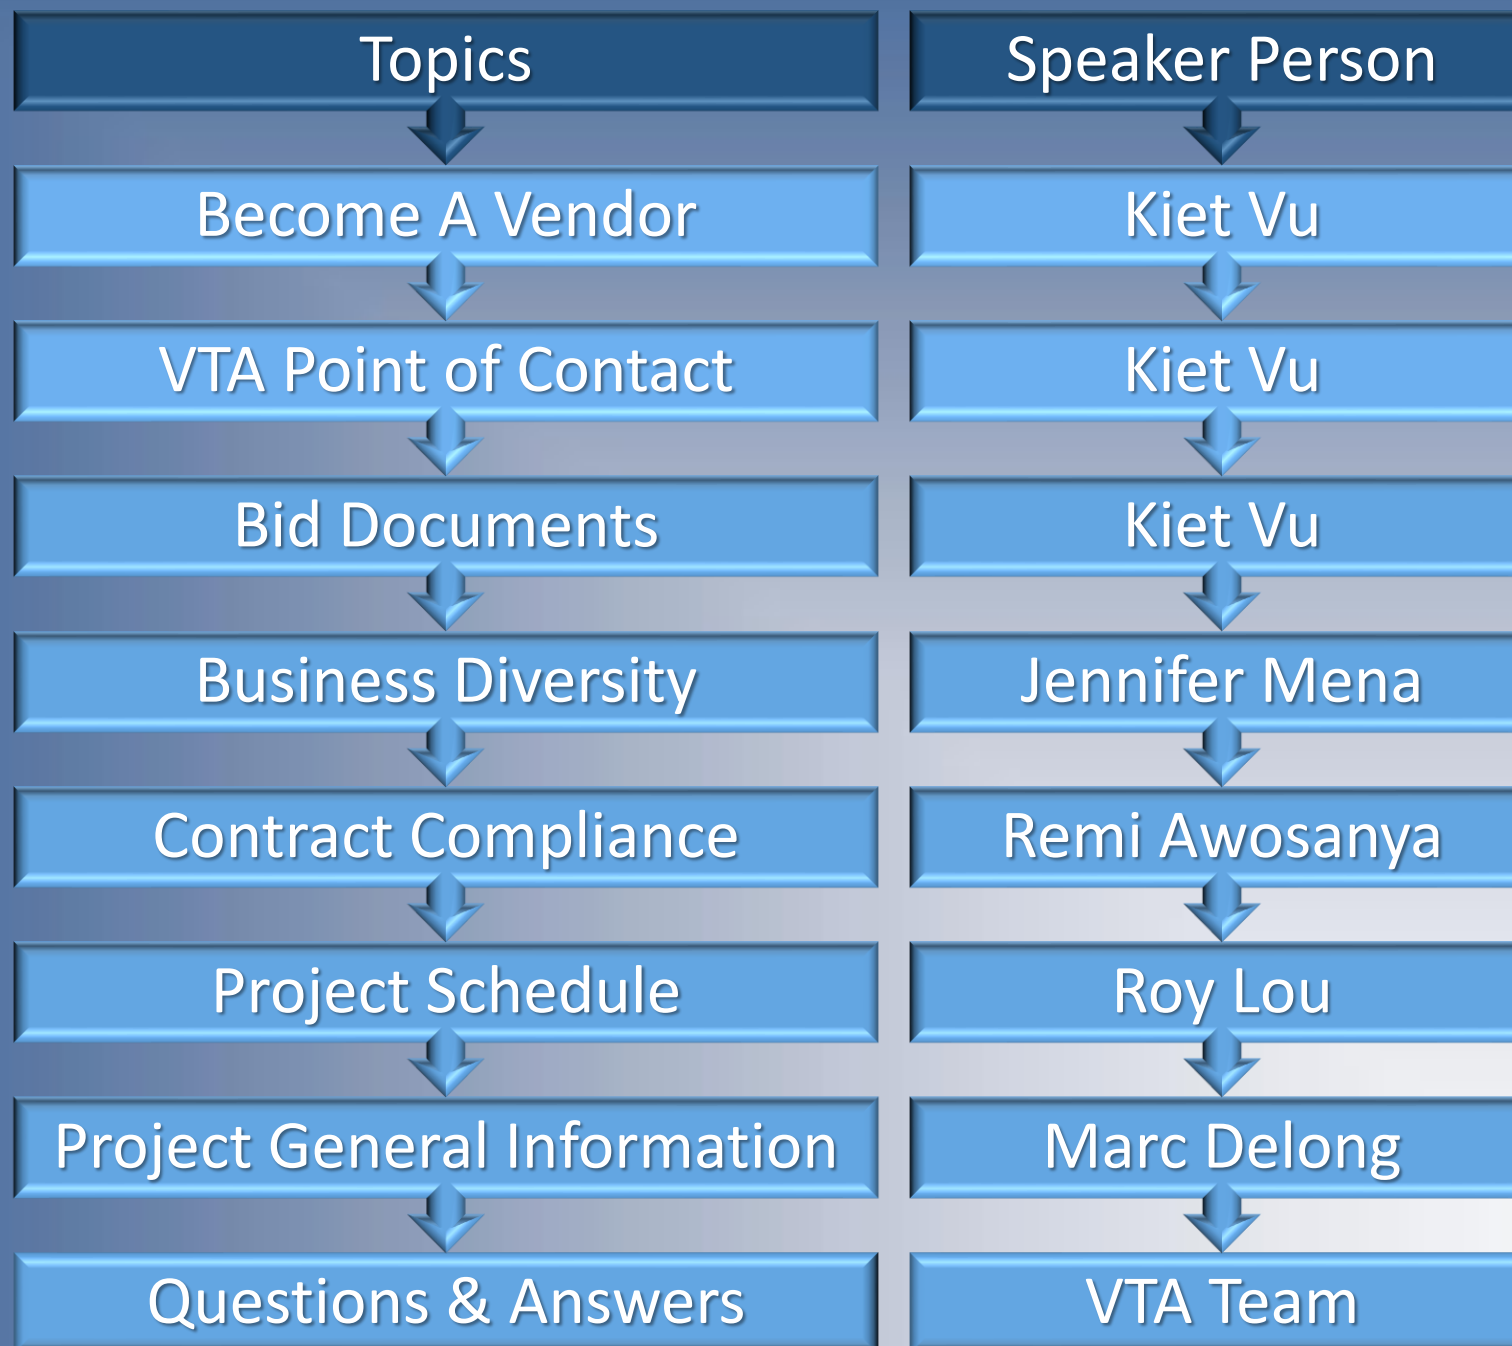 Topics
Speaker Person
Become A Vendor
Kiet Vu
VTA Point of Contact
Kiet Vu
Bid Documents
Kiet Vu
Business Diversity
Jennifer Mena
Contract Compliance
Remi Awosanya
Project Schedule
Roy Lou
Project General Information
Marc Delong
Questions & Answers
VTA Team